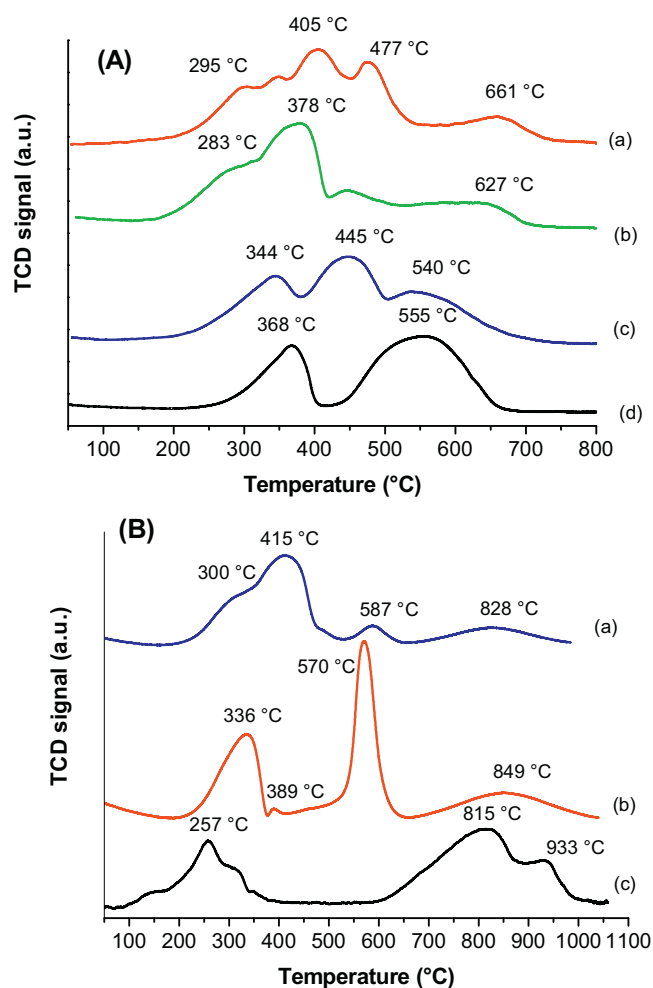 (A)
405 °C
477 °C
295 °C
661 °C
378 °C
(a)
283 °C
627 °C
(b)
344 °C
445 °C
540 °C
(c)
368 °C
555 °C
(d)
TCD signal (a.u.)
100 200 300 400 500 600 700 800
Temperature (°C)
(B)
415 °C
300 °C
587 °C
828 °C
(a)
570 °C
336 °C
389 °C
849 °C
(b)
257 °C
815 °C
933 °C
(c)
TCD signal (a.u.)
100 200 300 400 500 600 700 800 900 1000 1100
Temperature (°C)